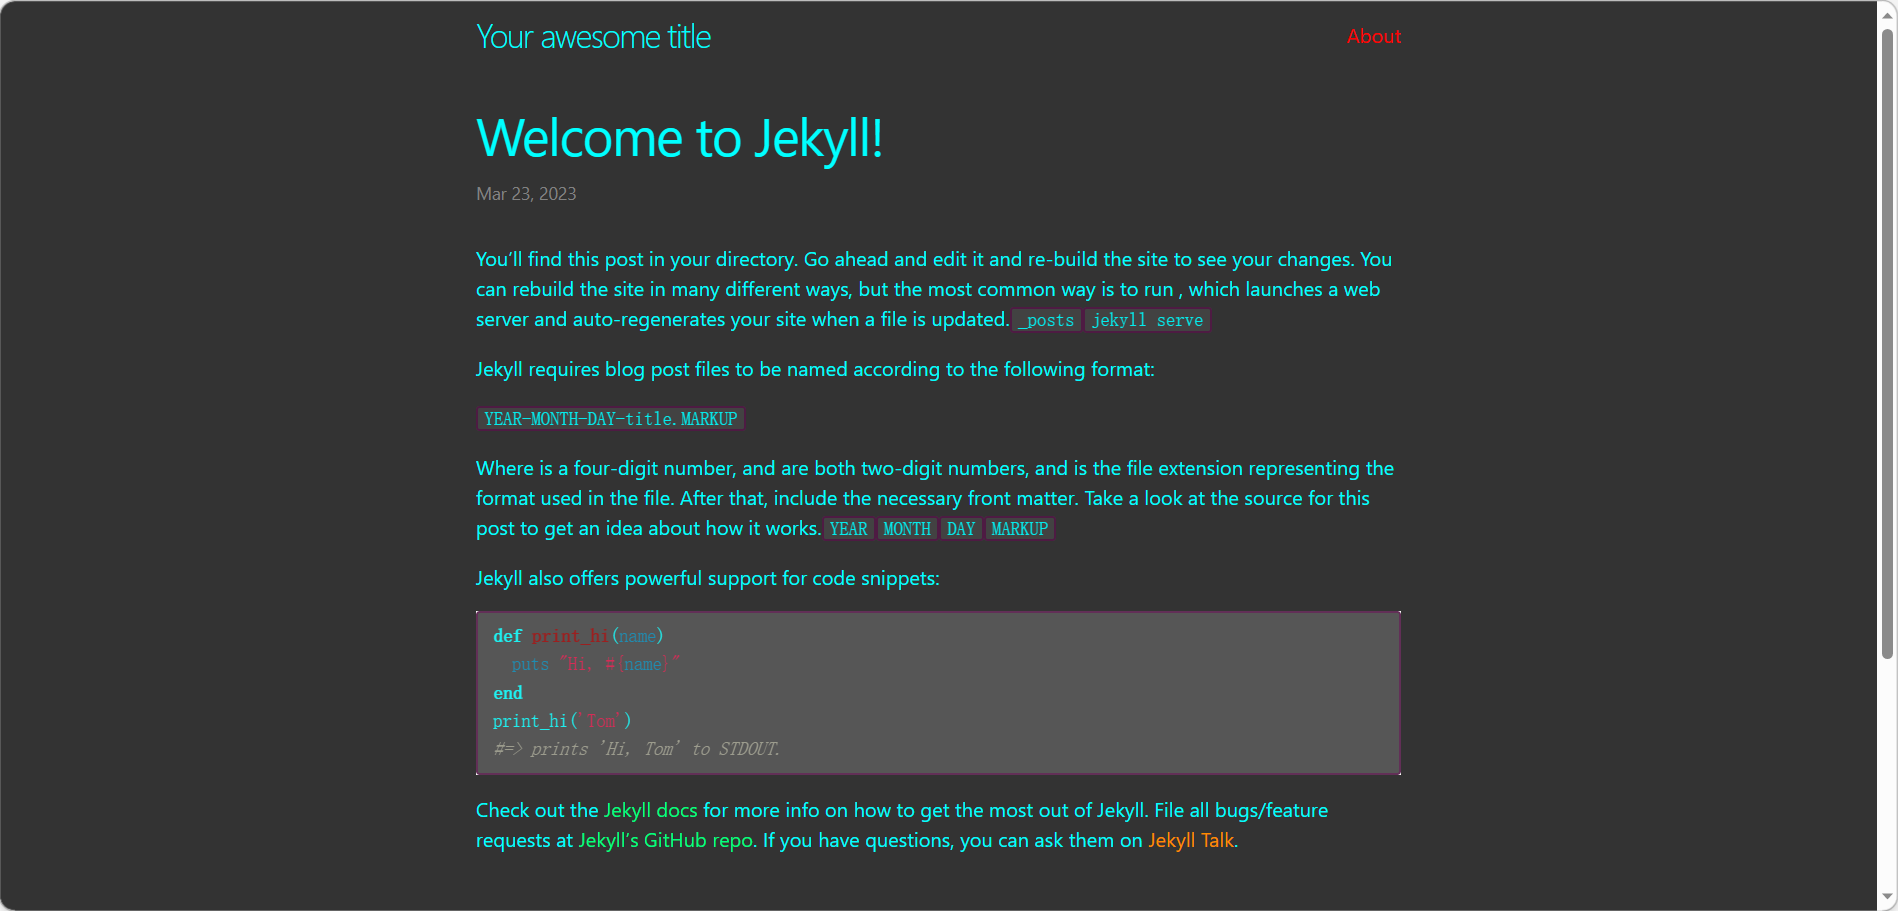 Your awesome title
About
Welcome to Jekyll!
Mar 23, 2023
You’ll find this post in your directory. Go ahead and edit it and re-build the site to see your changes. You
can rebuild the site in many different ways, but the most common way is to run , which launches a web
server and auto-regenerates your site when a file is updated. _posts jekyll serve
Jekyll requires blog post files to be named according to the following format:
YEAR-MONTH-DAY-title.MARKUP
Where is a four-digit number, and are both two-digit numbers, and is the file extension representing the
format used in the file. After that, include the necessary front matter. Take a look at the source for this
post to get an idea about how it works. YEAR MONTH DAY MARKUP
Jekyll also offers powerful support for code snippets:
def print_hi(name)
  puts "Hi, #{name}"
end
print_hi('Tom')
#=> prints 'Hi, Tom' to STDOUT.
Check out the Jekyll docs for more info on how to get the most out of Jekyll. File all bugs/feature
requests at Jekyll’s GitHub repo. If you have questions, you can ask them on Jekyll Talk.